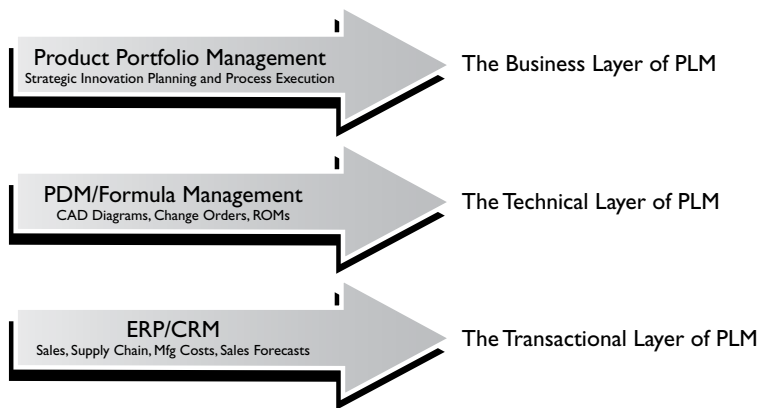 Product Portfolio Management
Strategic Innovation Planning and Process Execution
The Business Layer of PLM
PDM/Formula Management
CAD Diagrams, Change Orders, ROMs
The Technical Layer of PLM
ERP/CRM
Sales, Supply Chain, Mfg Costs, Sales Forecasts
The Transactional Layer of PLM